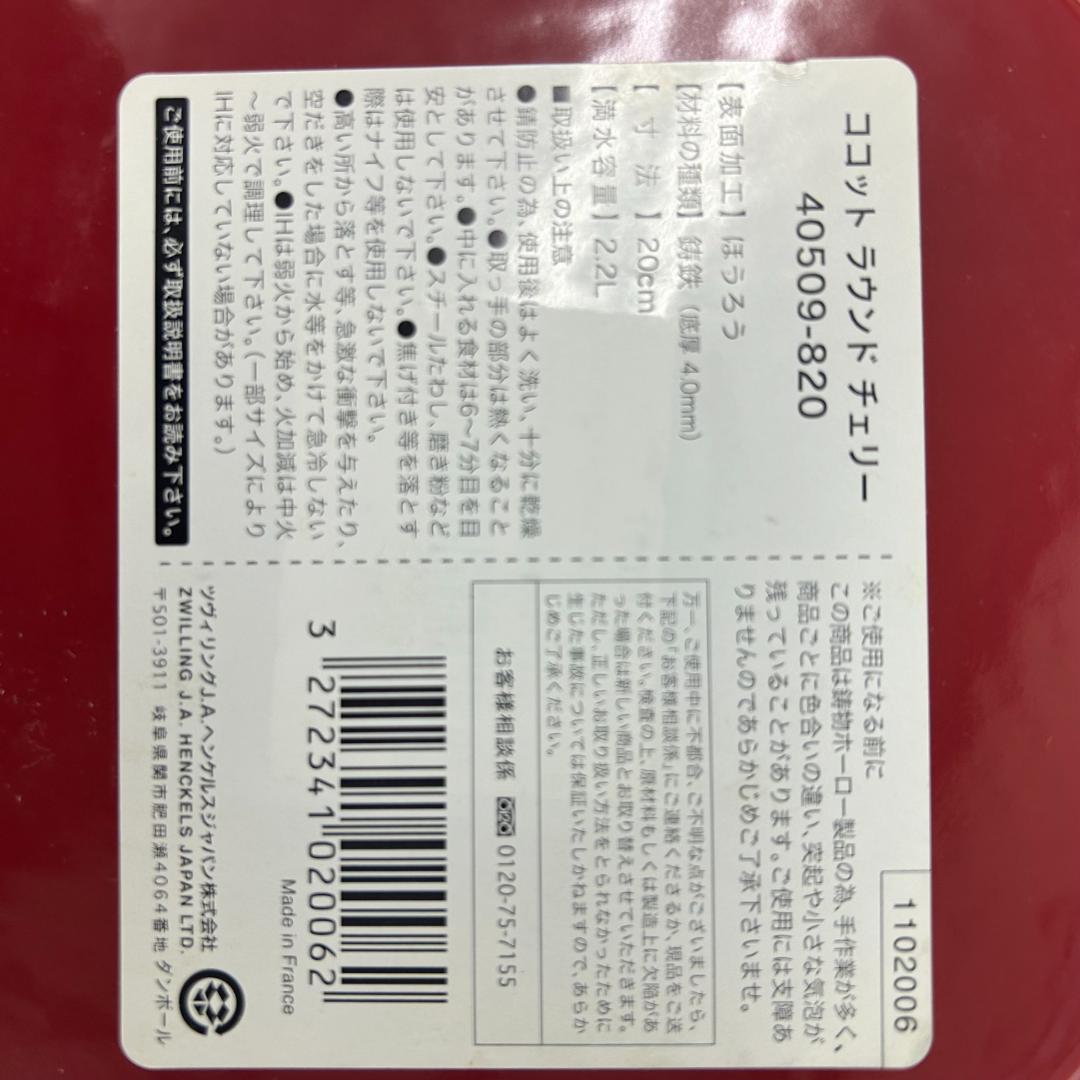 ココット ラウンド チェリー
40509-820
【表面加工】 ほうろう
【材料の種類】 鋳鉄（底厚 4.0mm）
【 寸 法 】 20cm
【満水容量】 2.2L
■取扱い上の注意
●錆防止の為、使用後はよく洗い、十分に乾燥
させて下さい。●取っ手の部分は熱くなること
があります。●中に入れる食材は6〜7分目を目
安として下さい。●スチールたわし、磨き粉など
は使用しないで下さい。●焦げ付き等を落とす
際はナイフ等を使用しないで下さい。
●高い所から落とす等、急激な衝撃を与えたり、
空だきをした場合に水等をかけて急冷しない
で下さい。●IHは弱火から始め、火加減は中火
〜弱火で調理して下さい。(一部サイズにより
IHに対応していない場合があります。)
ご使用前には、必ず取扱説明書をお読み下さい。
1102006
※ご使用になる前に
この商品は鋳物ホーロー製品の為、手作業が多く、
商品ごとに色合いの違い、突起や小さな気泡が
残っていることがあります。ご使用には支障あ
りませんのであらかじめご了承下さいませ。
万一、ご使用中に不都合、ご不明な点がございましたら、
下記の「お客様相談係」にご連絡くださるか、現品をご送
付ください。検査の上、原材料もしくは製造上に欠陥があ
った場合は新しい商品とお取り替えさせていただきます。
ただし、正しいお取り扱い方法をとられなかったために
生じた事故については保証いたしかねますので、あらか
じめご了承ください。
お客様相談係 0120-75-7155
3 272341 020062
Made in France
ツヴィリングJ.A.ヘンケルスジャパン株式会社
ZWILLING J.A. HENCKELS JAPAN LTD.
〒501-3911 岐阜県関市肥田瀬4064番地 ダンボール